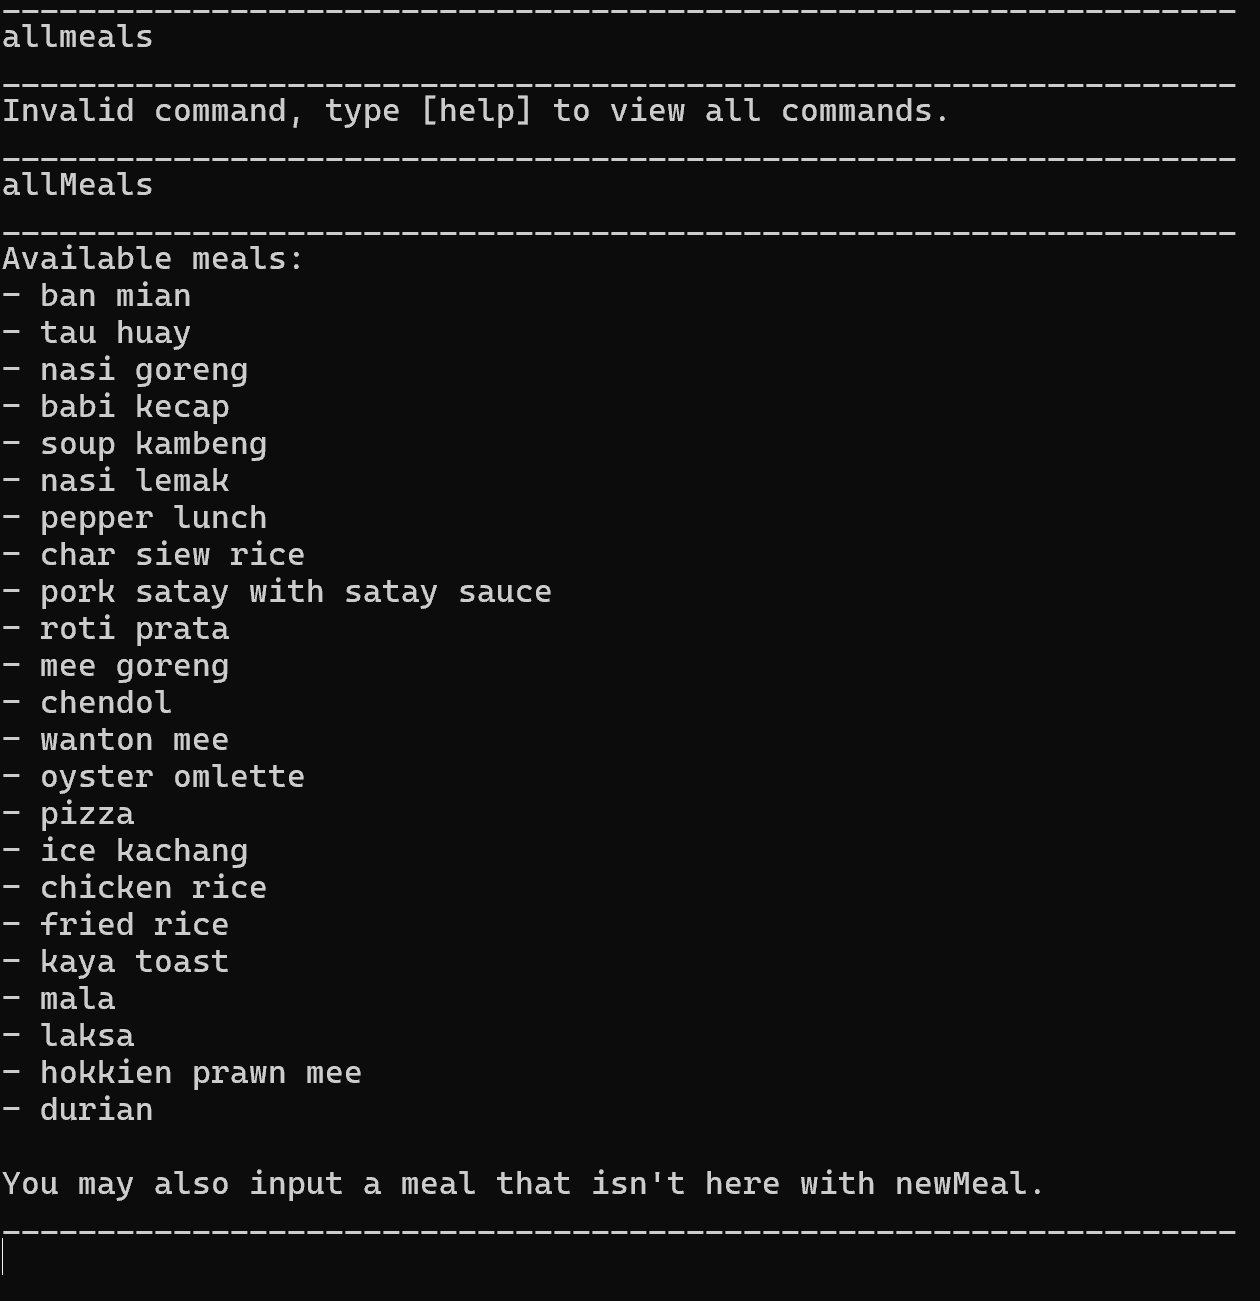 allmeals
Invalid command, type [help] to view all commands.
allMeals
Available meals:
- ban mian
- tau huay
- nasi goreng
- babi kecap
- soup kambeng
- nasi lemak
- pepper lunch
- char siew rice
- pork satay with satay sauce
- roti prata
- mee goreng
- chendol
- wanton mee
- oyster omlette
- pizza
- ice kachang
- chicken rice
- fried rice
- kaya toast
- mala
- laksa
- hokkien prawn mee
- durian
You may also input a meal that isn't here with newMeal.